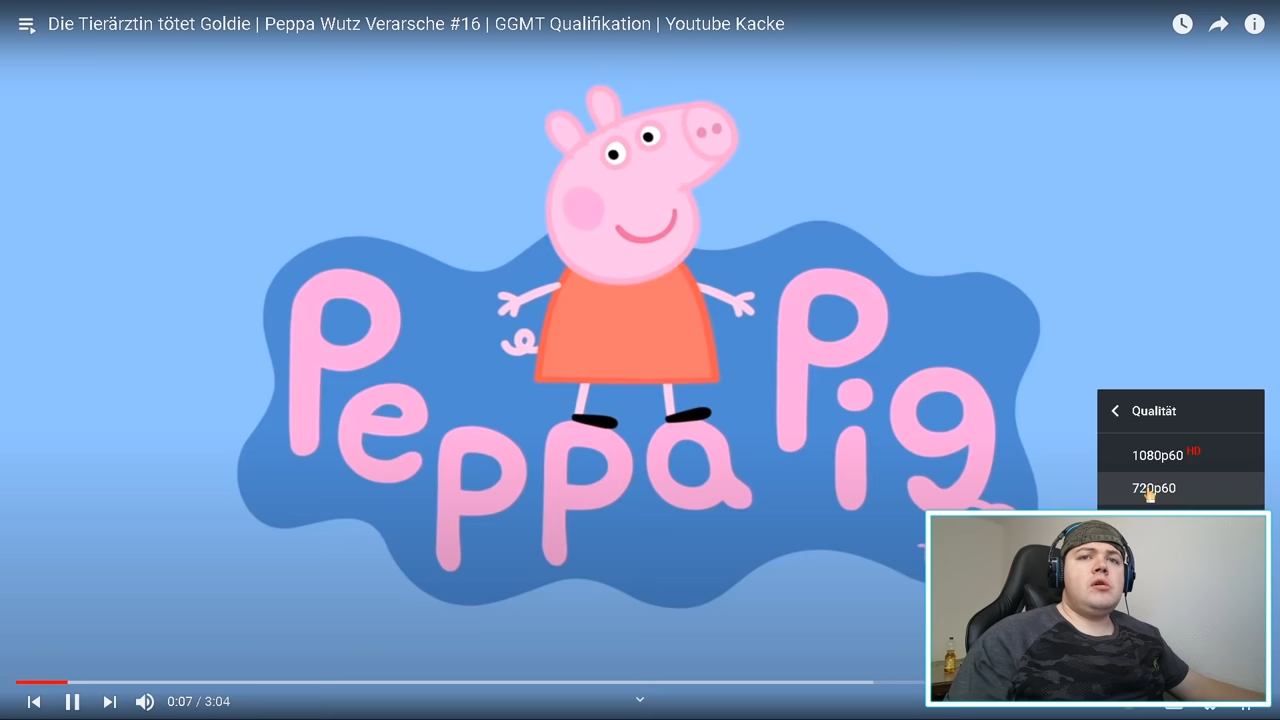 Die Tierärztin tötet Goldie | Peppa Wutz Verarsche #16 | GGMT Qualifikation | Youtube Kacke
Peppa Pig
Qualität
1080p60 HD
720p60
0:07 / 3:04